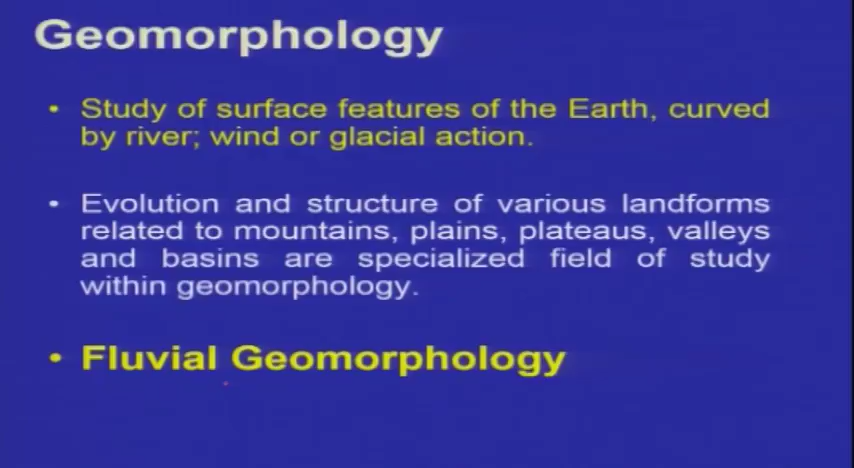 Geomorphology
• Study of surface features of the Earth, curved
by river; wind or glacial action.
• Evolution and structure of various landforms
related to mountains, plains, plateaus, valleys
and basins are specialized field of study
within geomorphology.
• Fluvial Geomorphology